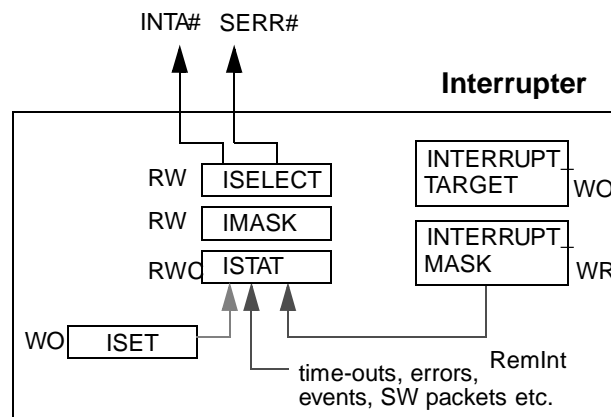 INTA# SERR#
Interrupter
RW ISELECT
INTERRUPT_
TARGET WO
RW IMASK
INTERRUPT_
MASK WR
RWC ISTAT
WO ISET
RemInt
time-outs, errors,
events, SW packets etc.